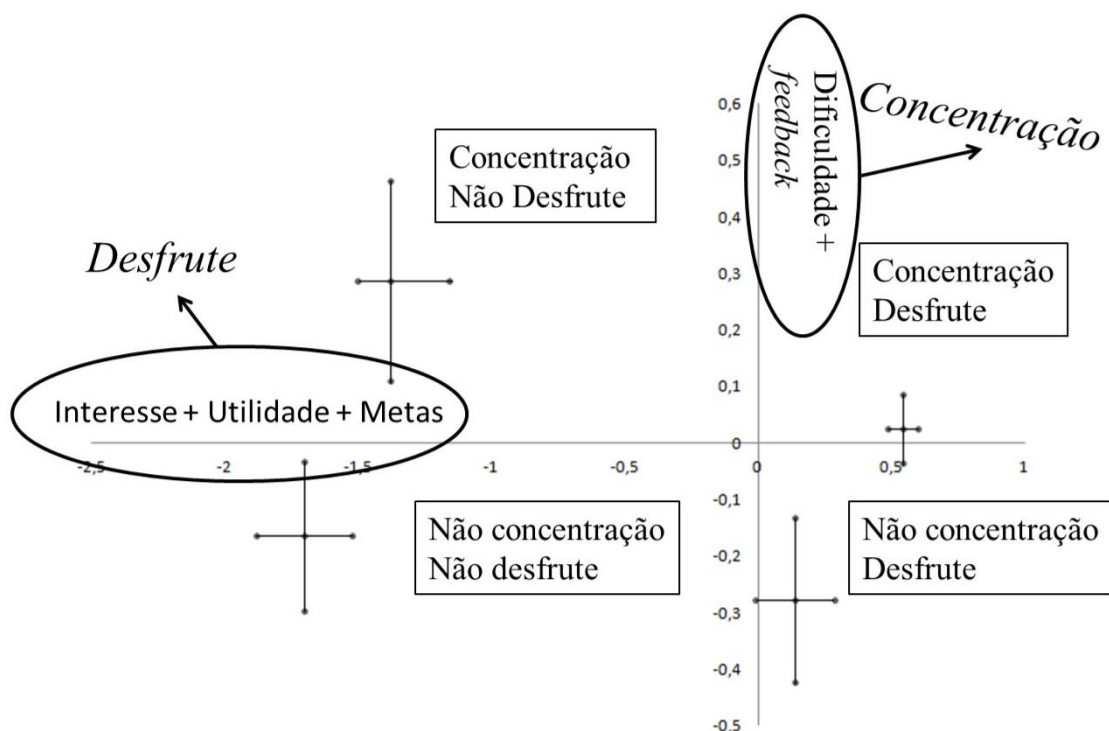 Dificuldade +
feedback
Concentração
0,6
0,5
0,4
0,3
0,2
0,1
0
-0,1
-0,2
-0,3
-0,4
-0,5
Concentração
Não Desfrute
Desfrute
Concentração
Desfrute
Interesse + Utilidade + Metas
-2,5
-2
-1,5
-1
-0,5
0
0,5
1
Não concentração
Não desfrute
Não concentração
Desfrute